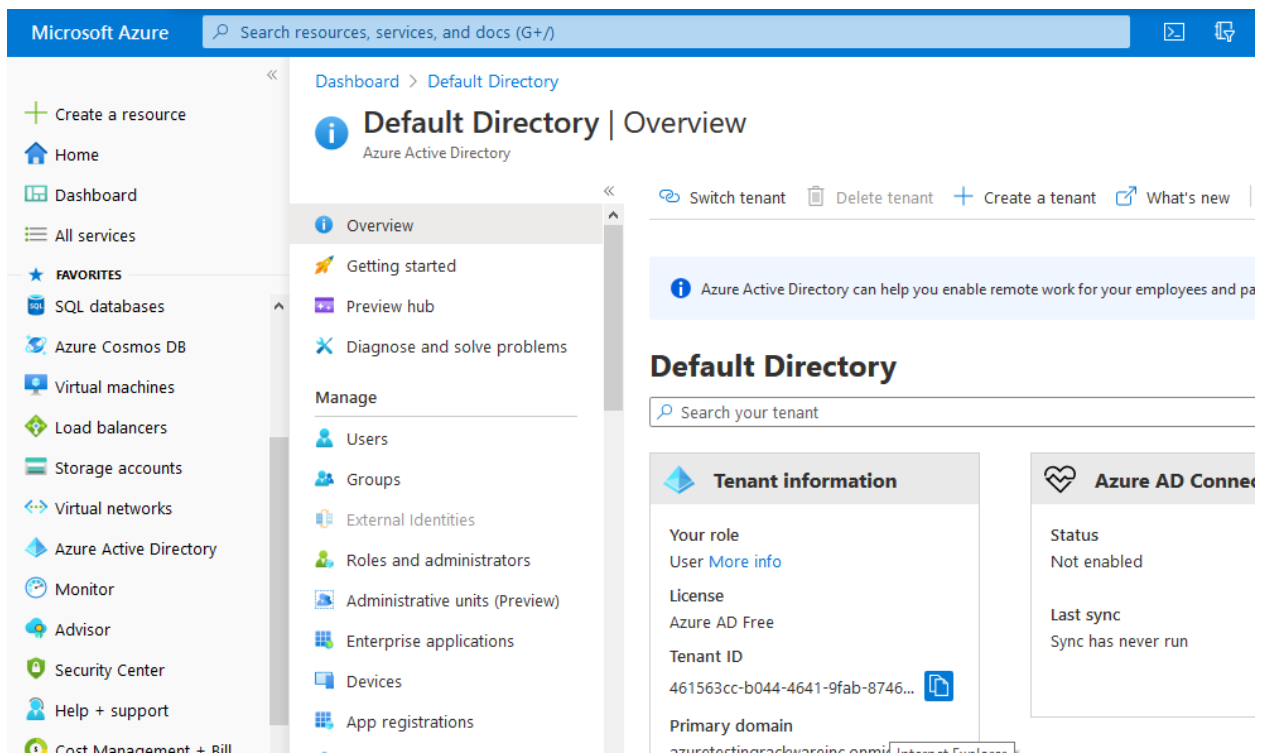 Microsoft Azure
Search resources, services, and docs (G+/)
Create a resource
Home
Dashboard
All services
FAVORITES
SQL databases
Azure Cosmos DB
Virtual machines
Load balancers
Storage accounts
Virtual networks
Azure Active Directory
Monitor
Advisor
Security Center
Help + support
Cost Management + Bill
Dashboard > Default Directory
Default Directory | Overview
Azure Active Directory
Overview
Getting started
Preview hub
Diagnose and solve problems
Manage
Users
Groups
External Identities
Roles and administrators
Administrative units (Preview)
Enterprise applications
Devices
App registrations
Switch tenant Delete tenant Create a tenant What's new
Azure Active Directory can help you enable remote work for your employees and pa
Default Directory
Search your tenant
Tenant information
Your role
User More info
License
Azure AD Free
Tenant ID
461563cc-b044-4641-9fab-8746...
Primary domain
Azure AD Connec
Status
Not enabled
Last sync
Sync has never run